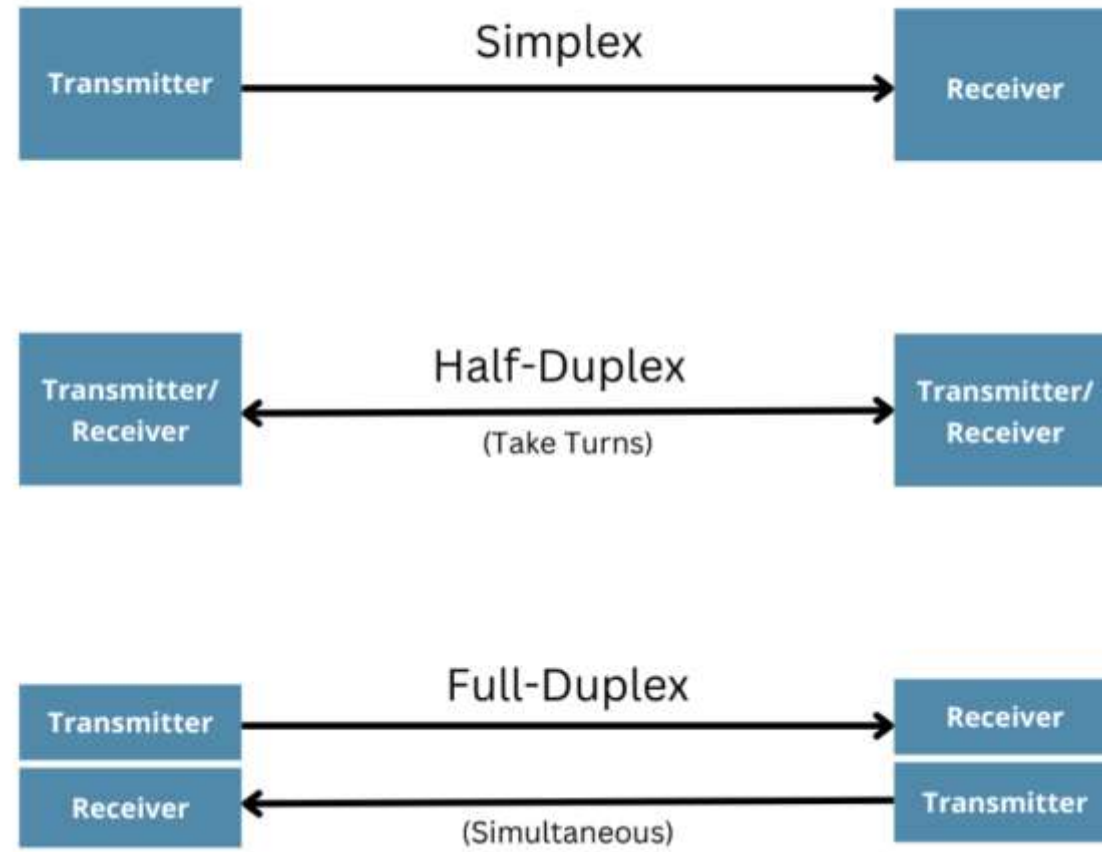 Simplex
Transmitter
Receiver
Half-Duplex
Transmitter/
Receiver
(Take Turns)
Transmitter/
Receiver
Full-Duplex
Transmitter
Receiver
Receiver
Transmitter
(Simultaneous)